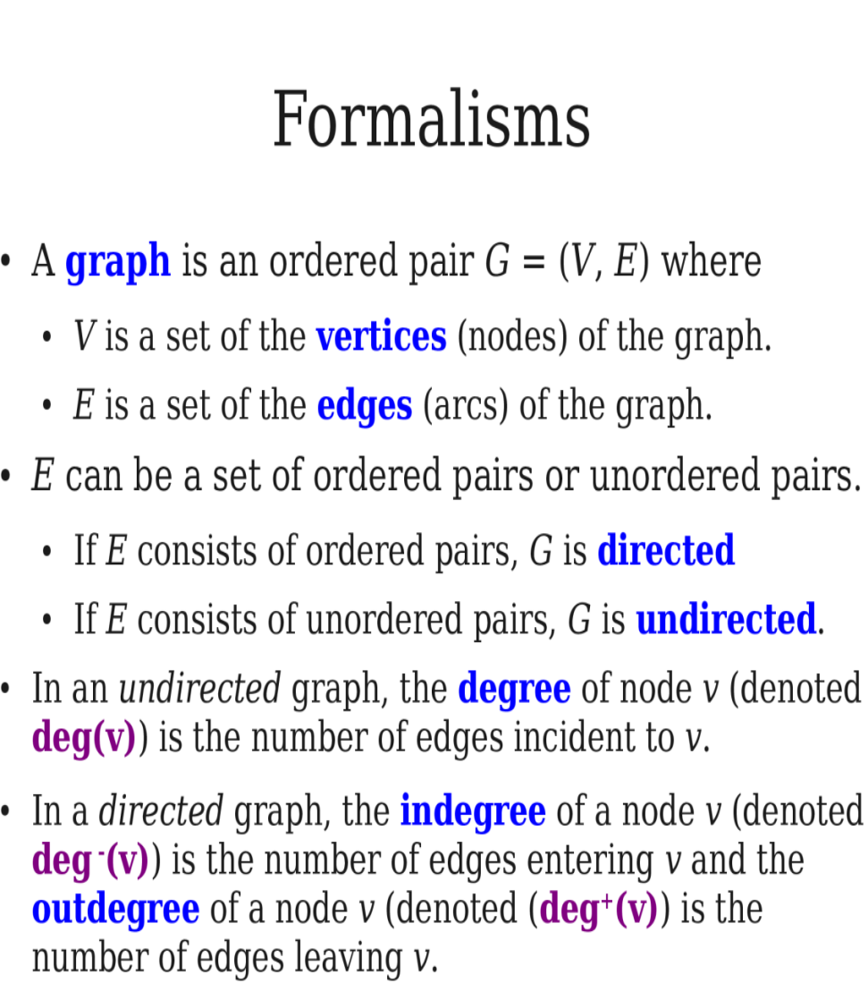 Formalisms
• A graph is an ordered pair G = (V, E) where
• V is a set of the vertices (nodes) of the graph.
• E is a set of the edges (arcs) of the graph.
• E can be a set of ordered pairs or unordered pairs.
• If E consists of ordered pairs, G is directed
• If E consists of unordered pairs, G is undirected.
• In an undirected graph, the degree of node v (denoted
deg(v)) is the number of edges incident to v.
• In a directed graph, the indegree of a node v (denoted
deg⁻(v)) is the number of edges entering v and the
outdegree of a node v (denoted (deg⁺(v)) is the
number of edges leaving v.